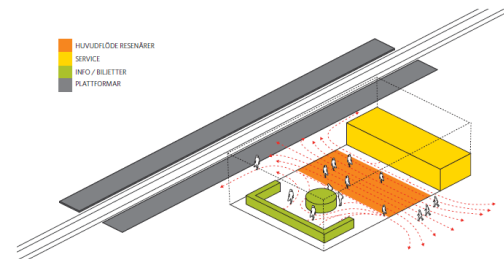 HUVUDFLÖDE RESENÄRER
SERVICE
INFO / BILJETTER
PLATTFORMAR